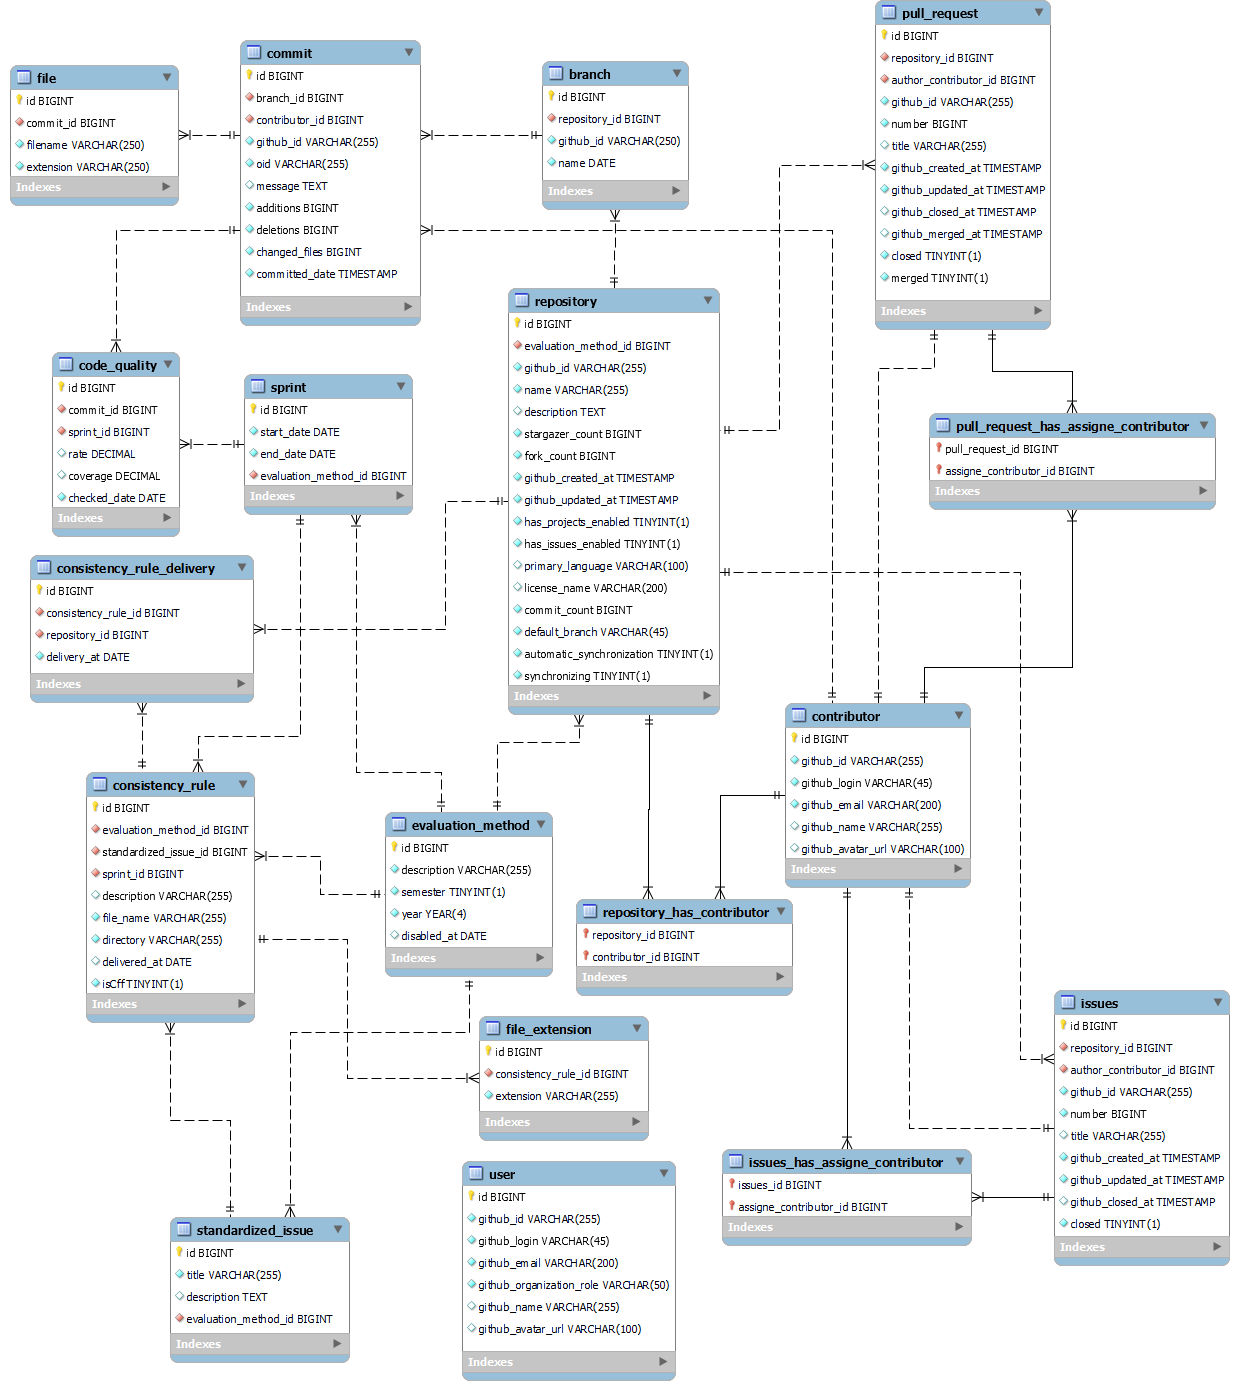 pull_request
id BIGINT
repository_id BIGINT
author_contributor_id BIGINT
github_id VARCHAR(255)
number BIGINT
title VARCHAR(255)
github_created_at TIMESTAMP
github_updated_at TIMESTAMP
github_closed_at TIMESTAMP
github_merged_at TIMESTAMP
closed TINYINT(1)
merged TINYINT(1)
Indexes
commit
id BIGINT
branch_id BIGINT
contributor_id BIGINT
github_id VARCHAR(255)
oid VARCHAR(255)
message TEXT
additions BIGINT
deletions BIGINT
changed_files BIGINT
committed_date TIMESTAMP
Indexes
file
id BIGINT
commit_id BIGINT
filename VARCHAR(250)
extension VARCHAR(250)
Indexes
branch
id BIGINT
repository_id BIGINT
github_id VARCHAR(250)
name DATE
Indexes
repository
id BIGINT
evaluation_method_id BIGINT
github_id VARCHAR(255)
name VARCHAR(255)
description TEXT
stargazer_count BIGINT
fork_count BIGINT
github_created_at TIMESTAMP
github_updated_at TIMESTAMP
has_projects_enabled TINYINT(1)
has_issues_enabled TINYINT(1)
primary_language VARCHAR(100)
license_name VARCHAR(200)
commit_count BIGINT
default_branch VARCHAR(45)
automatic_synchronization TINYINT(1)
synchronizing TINYINT(1)
Indexes
code_quality
id BIGINT
commit_id BIGINT
sprint_id BIGINT
rate DECIMAL
coverage DECIMAL
checked_date DATE
Indexes
sprint
id BIGINT
start_date DATE
end_date DATE
evaluation_method_id BIGINT
Indexes
pull_request_has_assigne_contributor
pull_request_id BIGINT
assigne_contributor_id BIGINT
Indexes
consistency_rule_delivery
id BIGINT
consistency_rule_id BIGINT
repository_id BIGINT
delivery_at DATE
Indexes
contributor
id BIGINT
github_id VARCHAR(255)
github_login VARCHAR(45)
github_email VARCHAR(200)
github_name VARCHAR(255)
github_avatar_url VARCHAR(100)
Indexes
consistency_rule
id BIGINT
evaluation_method_id BIGINT
standardized_issue_id BIGINT
sprint_id BIGINT
description VARCHAR(255)
file_name VARCHAR(255)
directory VARCHAR(255)
delivered_at DATE
isCff TINYINT(1)
Indexes
evaluation_method
id BIGINT
description VARCHAR(255)
semester TINYINT(1)
year YEAR(4)
disabled_at DATE
Indexes
repository_has_contributor
repository_id BIGINT
contributor_id BIGINT
Indexes
issues
id BIGINT
repository_id BIGINT
author_contributor_id BIGINT
github_id VARCHAR(255)
number BIGINT
title VARCHAR(255)
github_created_at TIMESTAMP
github_updated_at TIMESTAMP
github_closed_at TIMESTAMP
closed TINYINT(1)
Indexes
file_extension
id BIGINT
consistency_rule_id BIGINT
extension VARCHAR(255)
Indexes
issues_has_assigne_contributor
issues_id BIGINT
assigne_contributor_id BIGINT
Indexes
user
id BIGINT
github_id VARCHAR(255)
github_login VARCHAR(45)
github_email VARCHAR(200)
github_organization_role VARCHAR(50)
github_name VARCHAR(255)
github_avatar_url VARCHAR(100)
Indexes
standardized_issue
id BIGINT
title VARCHAR(255)
description TEXT
evaluation_method_id BIGINT
Indexes